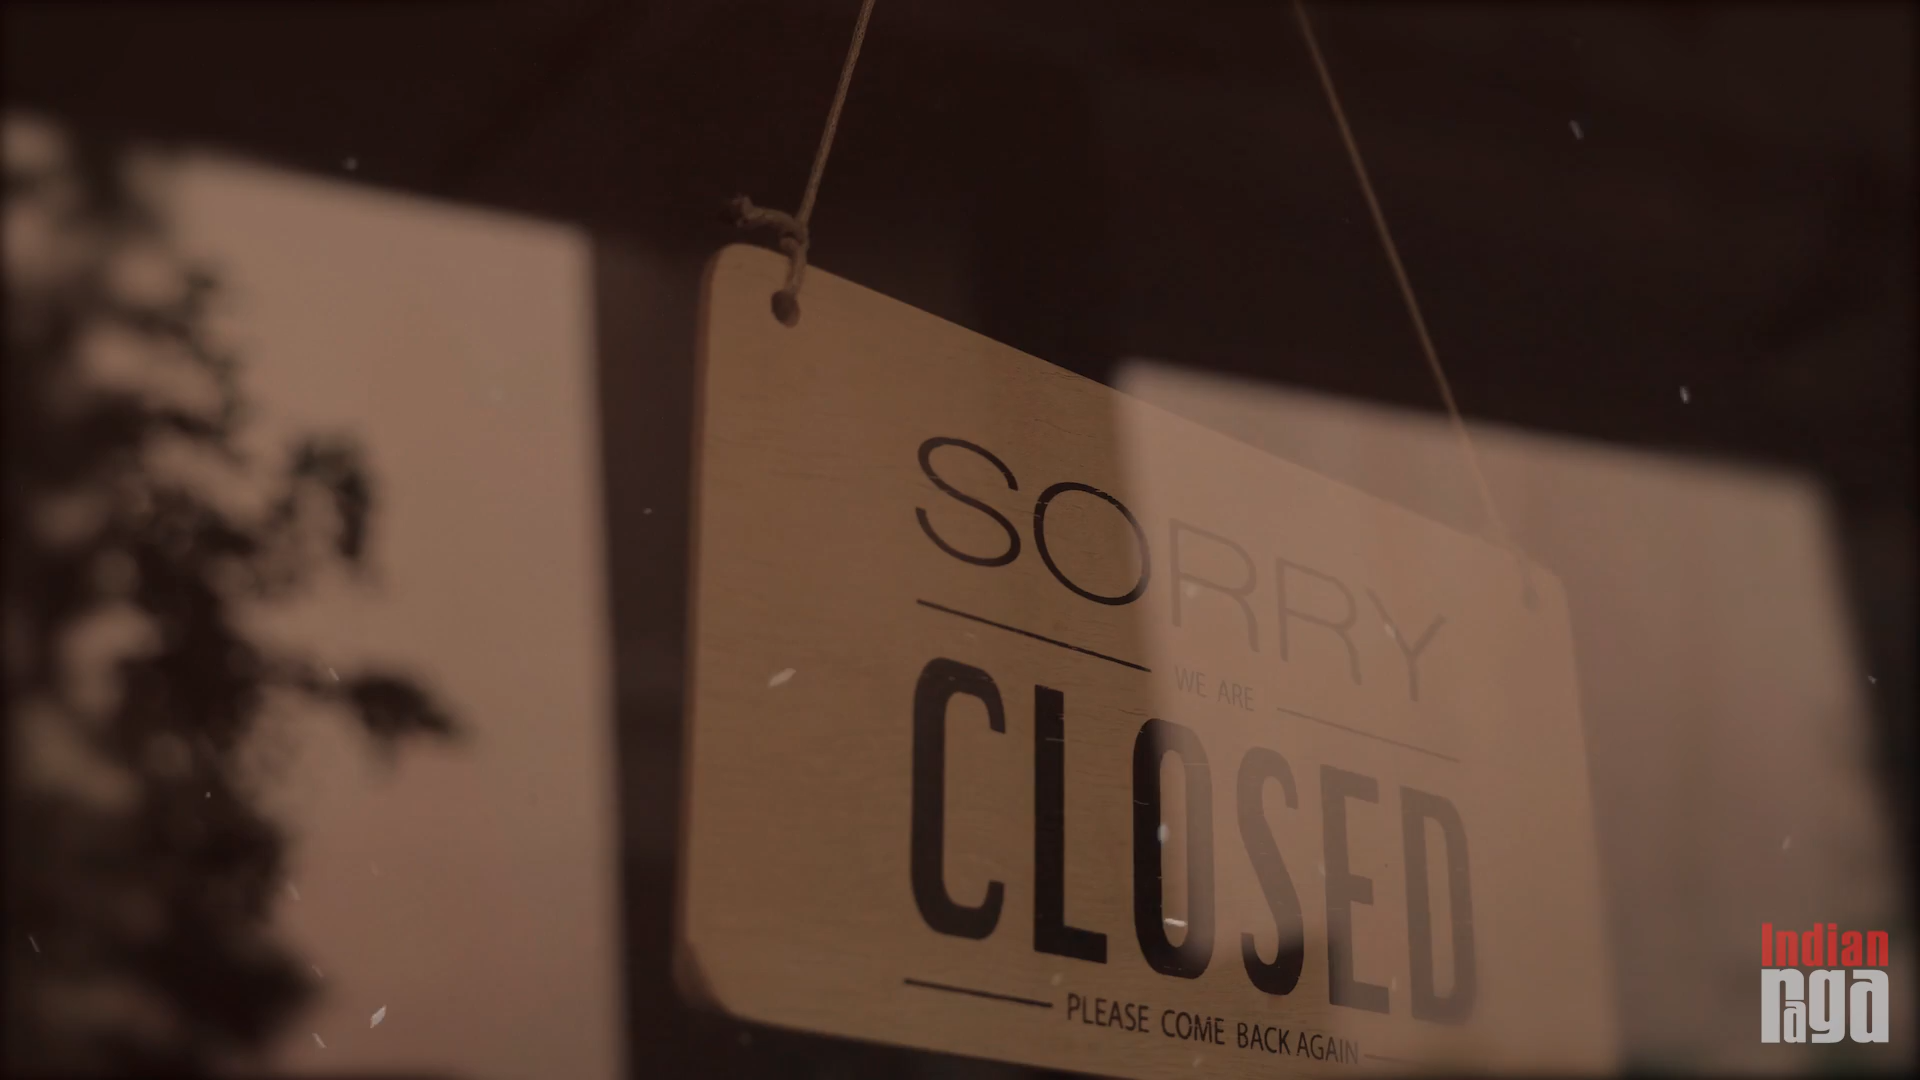 SORRY
WE ARE
CLOSED
PLEASE COME BACK AGAIN
Indian
raga